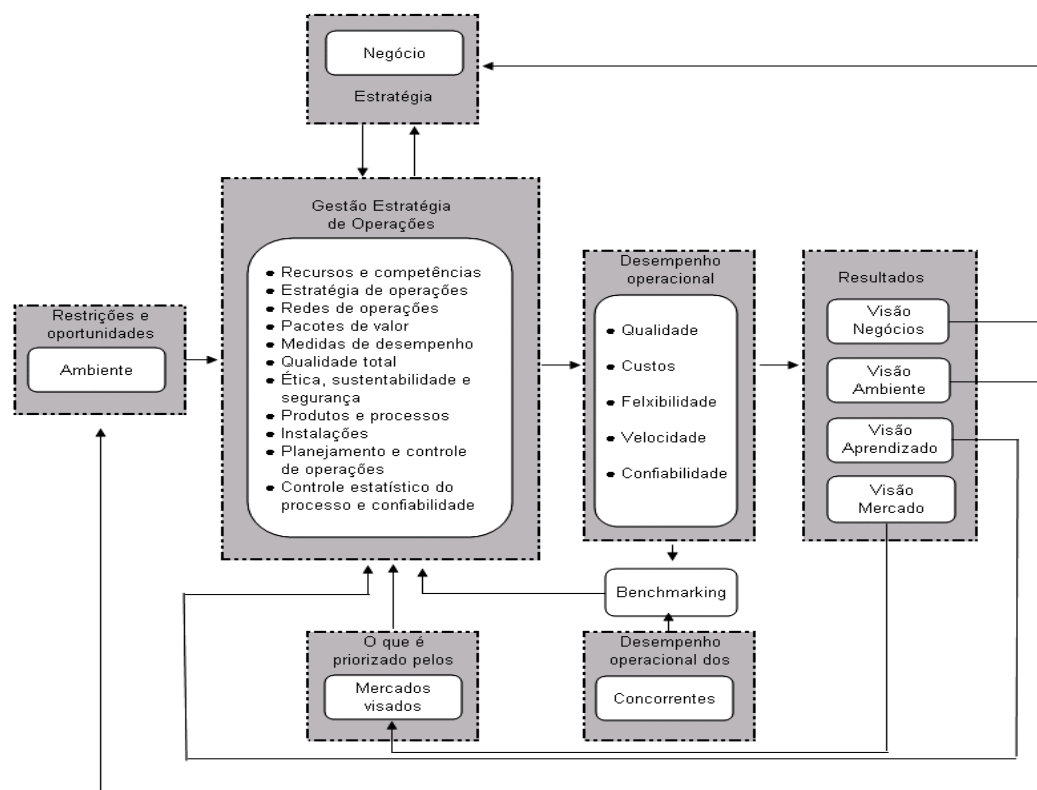 Negócio
Estratégia
Gestão Estratégia
de Operações
Recursos e competências
Estratégia de operações
Redes de operações
Pacotes de valor
Medidas de desempenho
Qualidade total
Ética, sustentabilidade e
segurança
Produtos e processos
Instalações
Planejamento e controle
de operações
Controle estatístico do
processo e confiabilidade
Restrições e
oportunidades
Ambiente
Desempenho
operacional
Qualidade
Custos
Felxibilidade
Velocidade
Confiabilidade
Resultados
Visão
Negócios
Visão
Ambiente
Visão
Aprendizado
Visão
Mercado
Benchmarking
O que é
priorizado pelos
Mercados
visados
Desempenho
operacional dos
Concorrentes